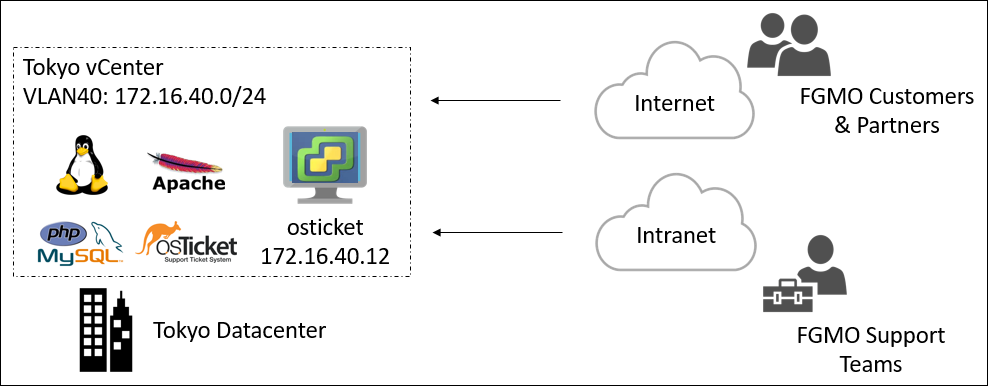 Tokyo vCenter
VLAN40: 172.16.40.0/24
Apache
php
MySQL
osTicket
Support Ticket System
osticket
172.16.40.12
Tokyo Datacenter
Internet
FGMO Customers
& Partners
Intranet
FGMO Support
Teams